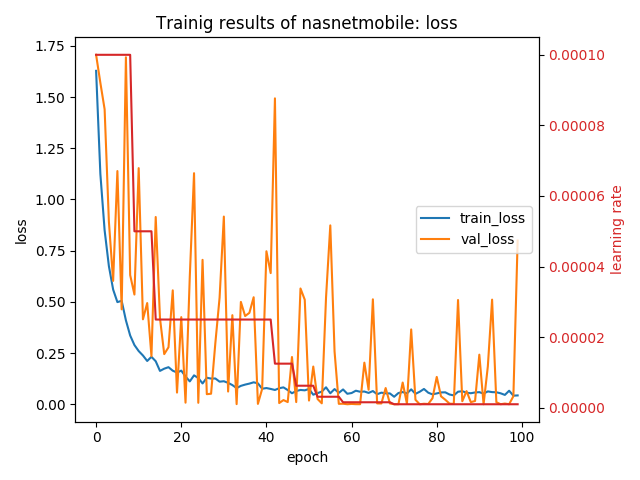 Trainig results of nasnetmobile: loss
1.75
1.50
1.25
1.00
0.75
0.50
0.25
0.00
loss
0.00010
0.00008
0.00006
0.00004
0.00002
0.00000
learning rate
train_loss
val_loss
0 20 40 60 80 100
epoch